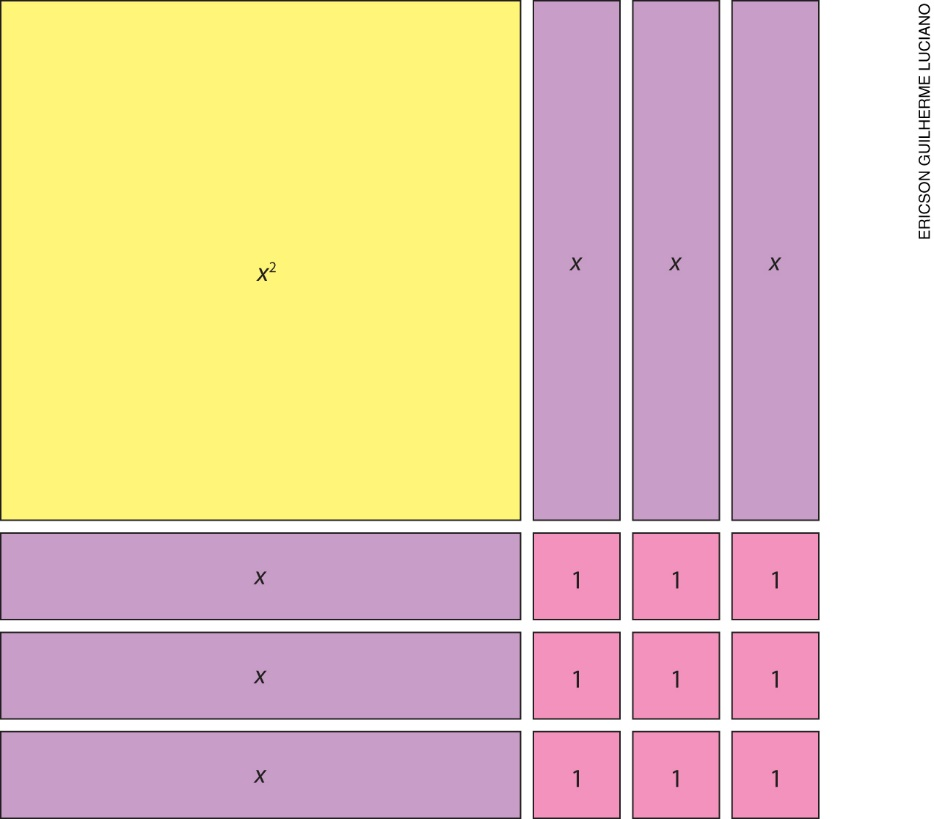 x² x x x
x 1 1 1
x 1 1 1
x 1 1 1
ERICSON GUILHERME LUCIANO